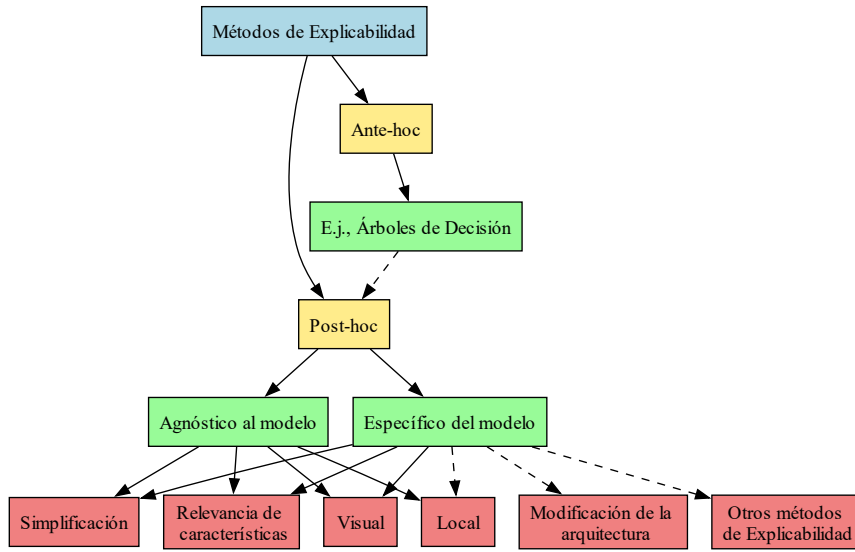 Métodos de Explicabilidad
Ante-hoc
E.j., Árboles de Decisión
Post-hoc
Agnóstico al modelo
Específico del modelo
Simplificación
Relevancia de
características
Visual
Local
Modificación de la
arquitectura
Otros métodos
de Explicabilidad